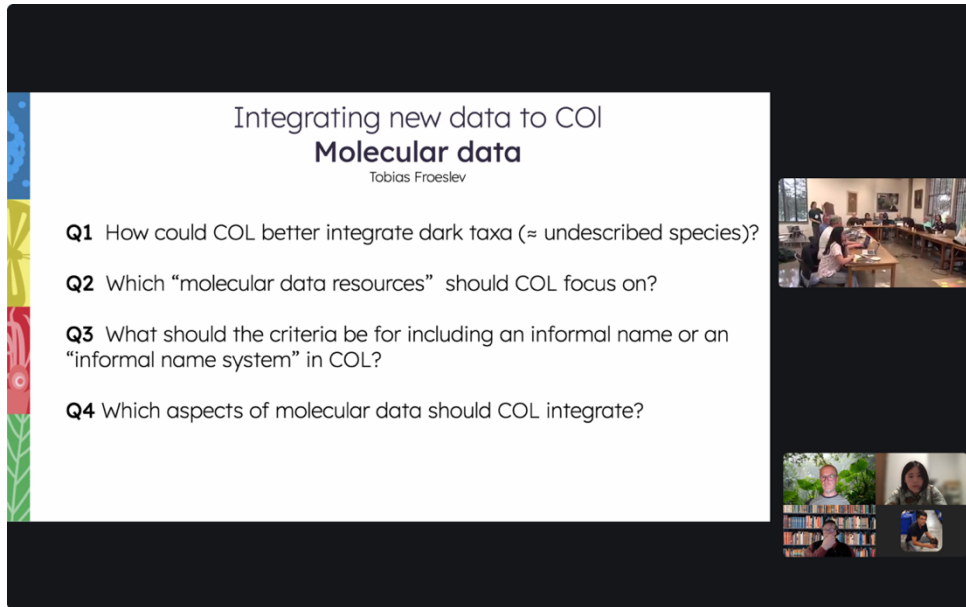 Integrating new data to COl
Molecular data
Tobias Froeslev
Q1 How could COL better integrate dark taxa (≈ undescribed species)?
Q2 Which “molecular data resources” should COL focus on?
Q3 What should the criteria be for including an informal name or an
“informal name system” in COL?
Q4 Which aspects of molecular data should COL integrate?